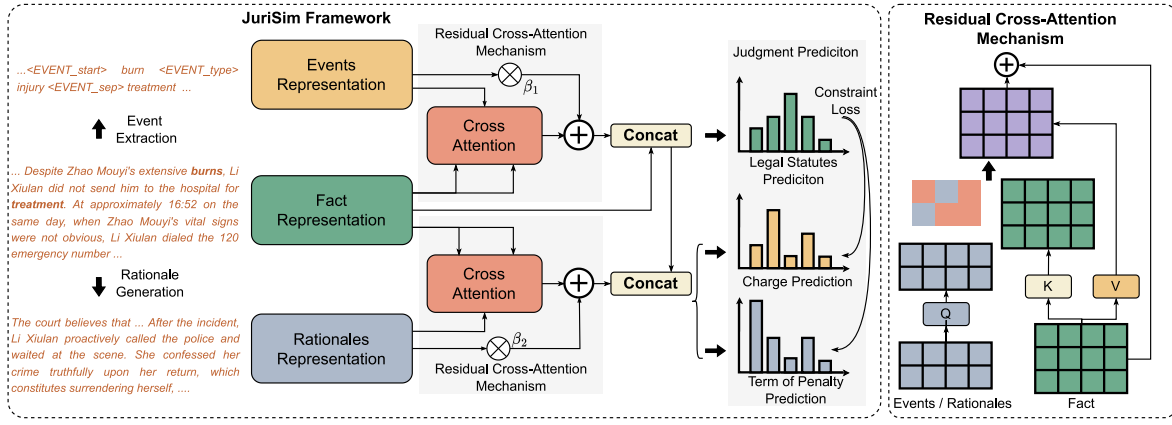 JuriSim Framework
...<EVENT_start> burn <EVENT_type>
injury <EVENT_sep> treatment ...
Event
Extraction
... Despite Zhao Mouyi's extensive burns, Li
Xiulan did not send him to the hospital for
treatment. At approximately 16:52 on the
same day, when Zhao Mouyi's vital signs
were not obvious, Li Xiulan dialed the 120
emergency number ...
Rationale
Generation
The court believes that ... After the incident,
Li Xiulan proactively called the police and
waited at the scene. She confessed her
crime truthfully upon her return, which
constitutes surrendering herself, ....
Events
Representation
Fact
Representation
Rationales
Representation
Residual Cross-Attention
Mechanism
β1
Cross
Attention
Concat
Cross
Attention
Concat
β2
Residual Cross-Attention
Mechanism
Judgment Prediciton
Constraint
Loss
Legal Statutes
Prediciton
Charge Prediction
Term of Penalty
Prediction
Residual Cross-Attention
Mechanism
K
V
Q
Events / Rationales
Fact